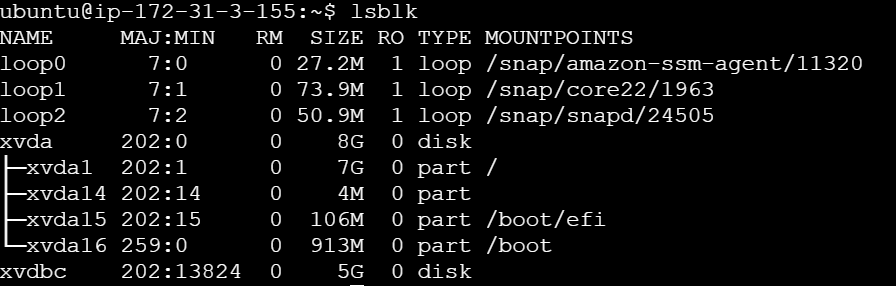 ubuntu@ip-172-31-3-155:~$ lsblk
NAME     MAJ:MIN   RM  SIZE RO TYPE MOUNTPOINTS
loop0      7:0      0 27.2M  1 loop /snap/amazon-ssm-agent/11320
loop1      7:1      0 73.9M  1 loop /snap/core22/1963
loop2      7:2      0 50.9M  1 loop /snap/snapd/24505
xvda     202:0      0    8G  0 disk
├─xvda1  202:1      0    7G  0 part /
├─xvda14 202:14     0    4M  0 part
├─xvda15 202:15     0  106M  0 part /boot/efi
└─xvda16 259:0      0  913M  0 part /boot
xvdbc    202:13824  0    5G  0 disk